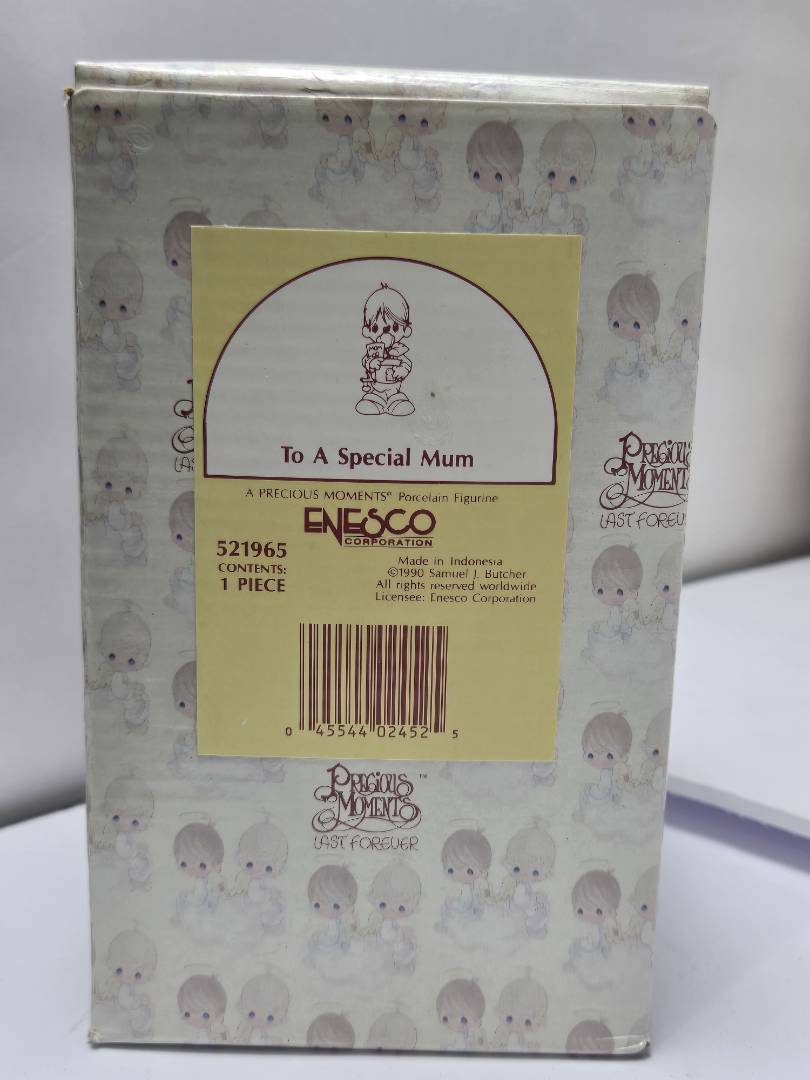 To A Special Mum
A PRECIOUS MOMENTS® Porcelain Figurine
ENESCO
CORPORATION
521965
CONTENTS:
1 PIECE
Made in Indonesia
©1990 Samuel J. Butcher
All rights reserved worldwide
Licensee: Enesco Corporation
0 45544 02452 5
PRECIOUS
MOMENTS
LAST FOREVER
PRECIOUS
MOMENTS™
LAST FOREVER